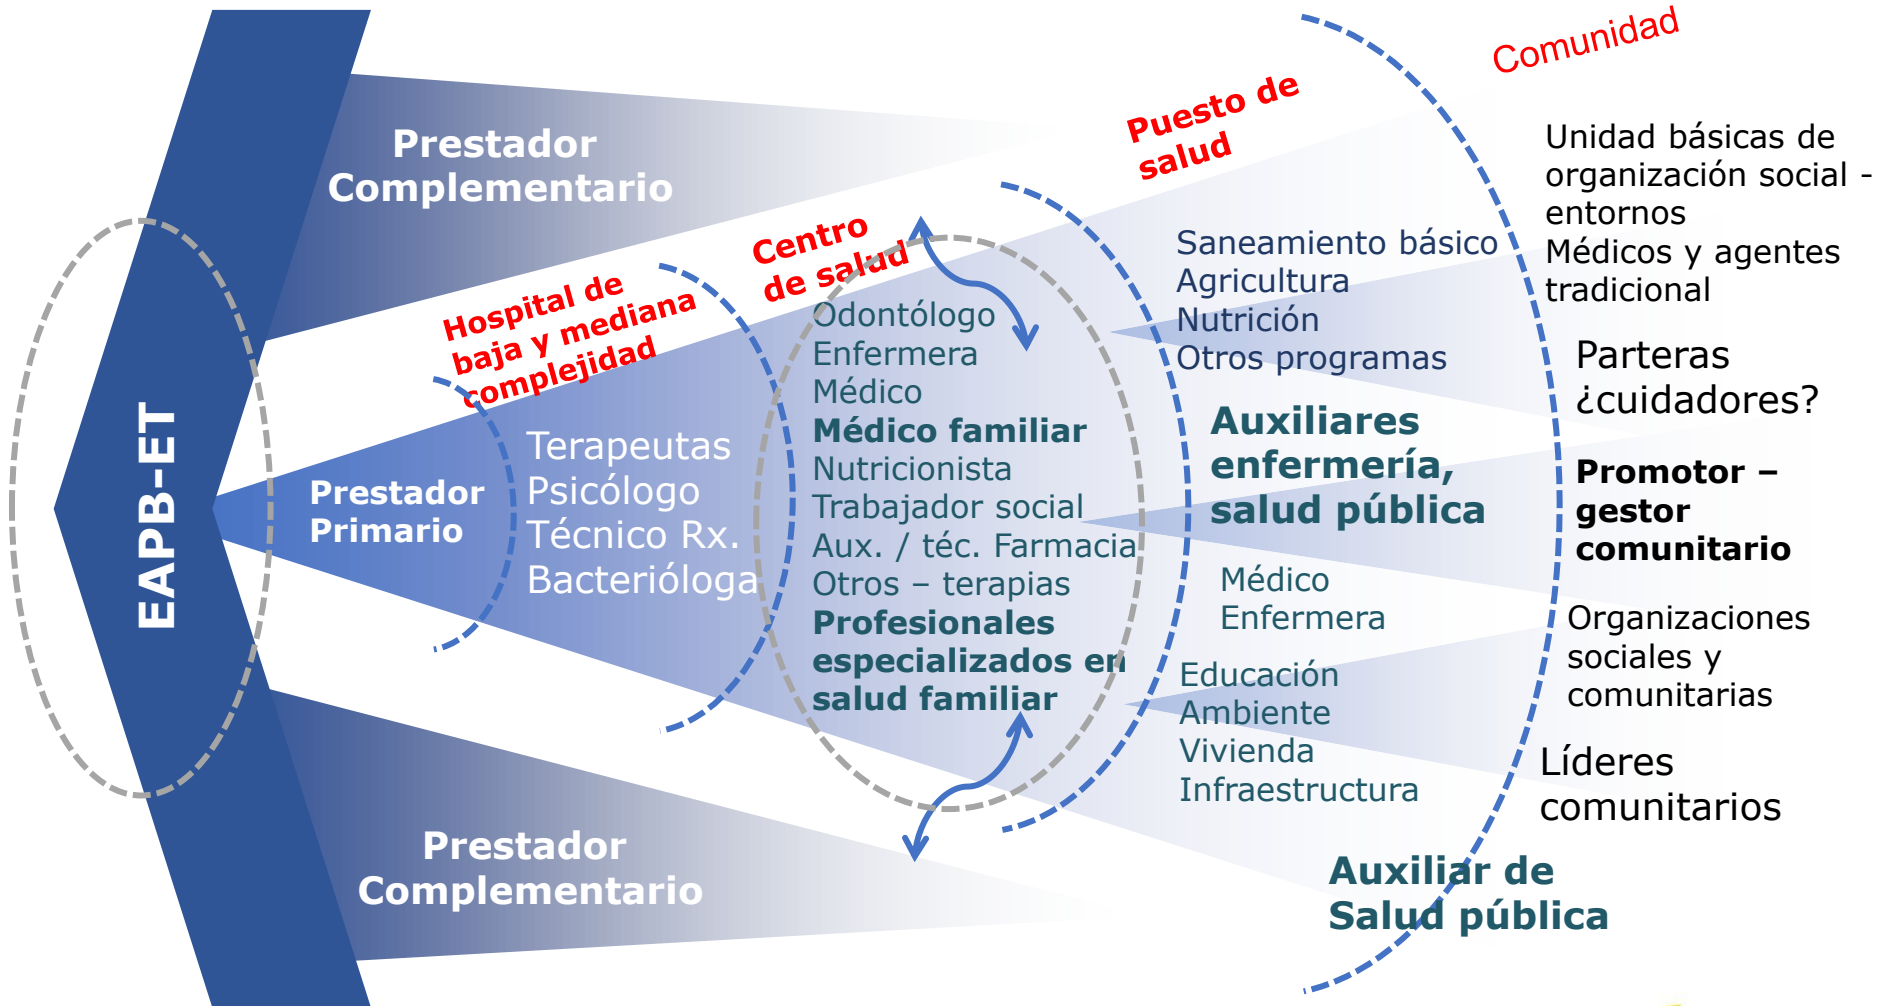 EAPB-ET
Prestador
Complementario
Prestador
Primario
Prestador
Complementario
Hospital de
baja y mediana
complejidad
Terapeutas
Psicólogo
Técnico Rx.
Bacterióloga
Centro
de salud
Odontólogo
Enfermera
Médico
Médico familiar
Nutricionista
Trabajador social
Aux. / téc. Farmacia
Otros – terapias
Profesionales
especializados en
salud familiar
Puesto de
salud
Saneamiento básico
Agricultura
Nutrición
Otros programas
Auxiliares
enfermería,
salud pública
Médico
Enfermera
Educación
Ambiente
Vivienda
Infraestructura
Auxiliar de
Salud pública
Comunidad
Unidad básicas de
organización social -
entornos
Médicos y agentes
tradicional
Parteras
¿cuidadores?
Promotor –
gestor
comunitario
Organizaciones
sociales y
comunitarias
Líderes
comunitarios